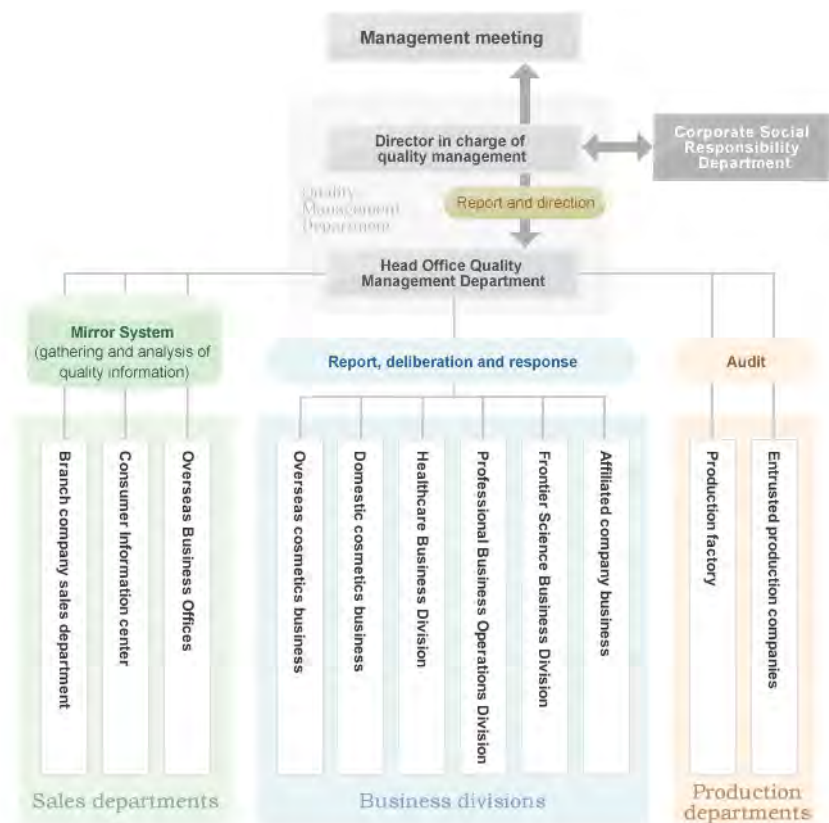 Management meeting
Director in charge of
quality management
Corporate Social
Responsibility
Department
Quality
Management
Department
Report and direction
Head Office Quality
Management Department
Mirror System
(gathering and analysis of
quality information)
Report, deliberation and response
Audit
Branch company sales department
Consumer Information center
Overseas Business Offices
Overseas cosmetics business
Domestic cosmetics business
Healthcare Business Division
Professional Business Operations Division
Frontier Science Business Division
Affiliated company business
Production factory
Entrusted production companies
Sales departments
Business divisions
Production
departments